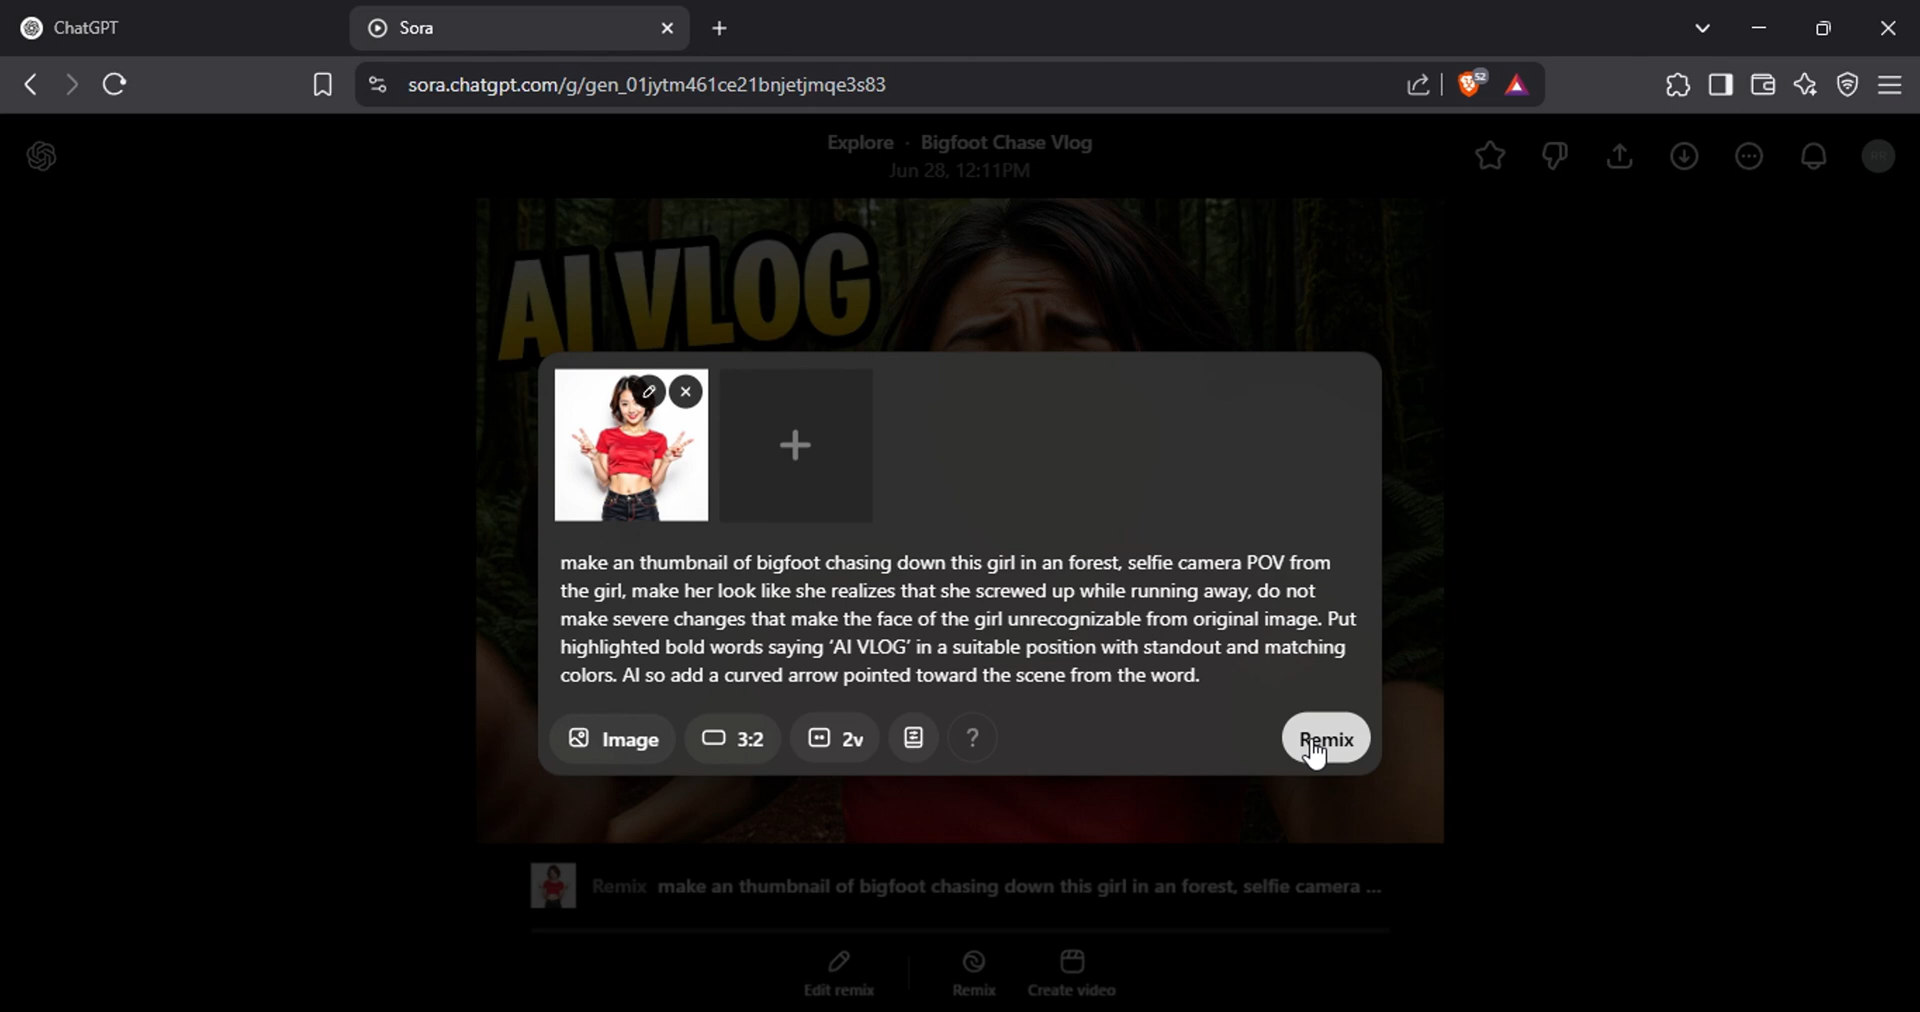 ChatGPT
Sora
sora.chatgpt.com/g/gen_01jytm461ce21bnjetjmqe3s83
52
Explore · Bigfoot Chase Vlog
Jun 28, 12:11PM
RR
AI VLOG
make an thumbnail of bigfoot chasing down this girl in an forest, selfie camera POV from
the girl, make her look like she realizes that she screwed up while running away, do not
make severe changes that make the face of the girl unrecognizable from original image. Put
highlighted bold words saying ‘AI VLOG’ in a suitable position with standout and matching
colors. Al so add a curved arrow pointed toward the scene from the word.
Image
3:2
2v
?
Remix
Remix make an thumbnail of bigfoot chasing down this girl in an forest, selfie camera ...
Edit remix
Remix
Create video